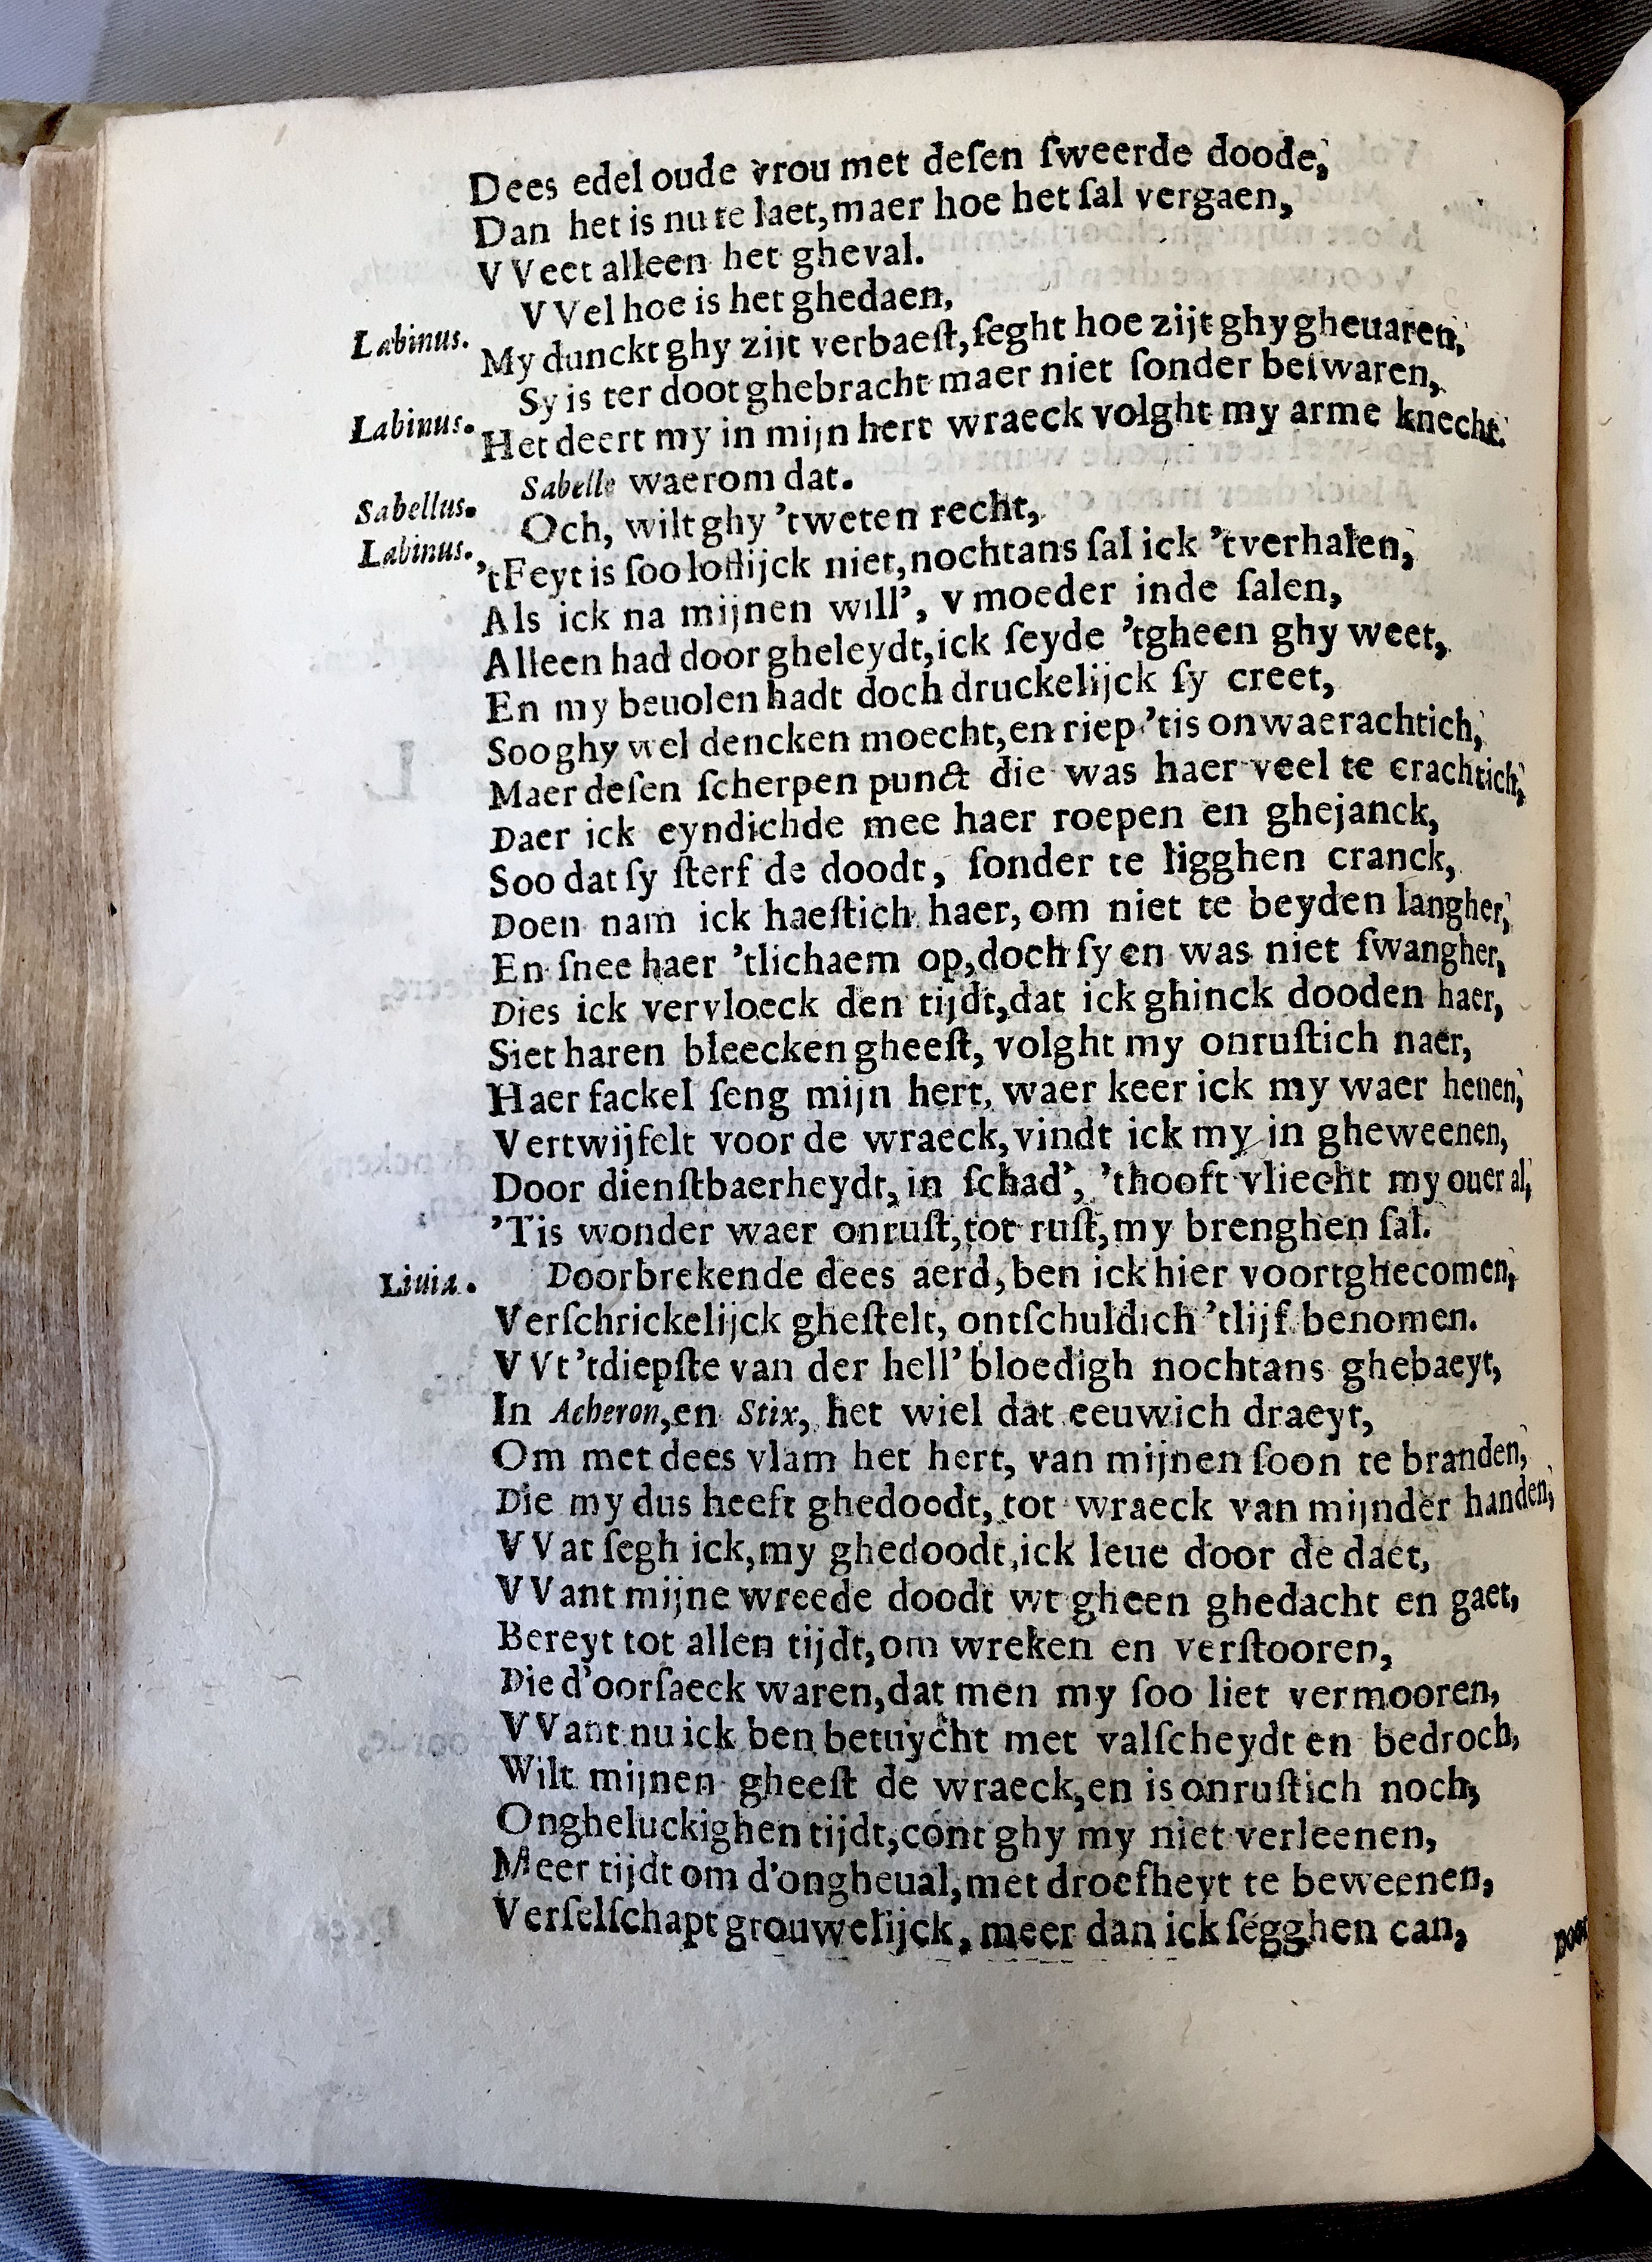 Dees edel oude vrou met deſen ſweerde doode,
Dan het is nu te laet, maer hoe het ſal vergaen,
VVeet alleen het gheval.
Labinus. VVel hoe is het ghedaen,
My dunckt ghy zijt verbaeſt, ſeght hoe zijt ghy gheuaren,
Labinus. Sy is ter doot ghebracht maer niet ſonder beſwaren,
Het deert my in mijn hert wraeck volght my arme knecht.
Sabellus. Sabello waerom dat.
Labinus. Och, wilt ghy 'tweten recht,
'tFeyt is ſoo loflijck niet, nochtans ſal ick 'tverhalen,
Als ick na mijnen will', v moeder inde ſalen,
Alleen had door gheleydt, ick ſeyde 'tgheen ghy weet,
En my beuolen hadt doch druckelijck ſy creet,
Soo ghy wel dencken moecht, en riep 'tis onwaerachtich,
Maer deſen ſcherpen punct die was haer veel te crachtich,
Daer ick eyndichde mee haer roepen en ghejanck,
Soo dat ſy ſterf de doodt, ſonder te ligghen cranck,
Doen nam ick haeſtich haer, om niet te beyden langher,
En ſnee haer 'tlichaem op, doch ſy en was niet ſwangher,
Dies ick vervloeck den tijdt, dat ick ghinck dooden haer,
Siet haren bleecken gheeſt, volght my onruſtich naer,
Haer fackel ſeng mijn hert, waer keer ick my waer henen,
Vertwijfelt voor de wraeck, vindt ick my in gheweenen,
Door dienſtbaerheydt, in ſchad', 'thooft vliecht my ouer al,
'Tis wonder waer onruſt, tot ruſt, my brenghen ſal.
Liuia. Doorbrekende dees aerd, ben ick hier voortghecomen,
Verſchrickelijck gheſtelt, ontſchuldich 'tlijf benomen.
VVt 'tdiepſte van der hell' bloedigh nochtans ghebaeyt,
In Acheron, en Stix, het wiel dat eeuwich draeyt,
Om met dees vlam het hert, van mijnen ſoon te branden,
Die my dus heeft ghedoodt, tot wraeck van mijnder handen,
VVat ſegh ick, my ghedoodt, ick leue door de daet,
VVant mijne wreede doodt wt gheen ghedacht en gaet,
Bereyt tot allen tijdt, om wreken en verſtooren,
Die d'oorſaeck waren, dat men my ſoo liet vermooren,
VVant nu ick ben betuycht met valſcheydt en bedroch,
Wilt mijnen gheeſt de wraeck, en is onruſtich noch,
Ongheluckighen tijdt, cont ghy my niet verleenen,
Meer tijdt om d'ongheual, met droefheyt te beweenen,
Verſelſchapt grouwelijck, meer dan ick ſegghen can,
Door